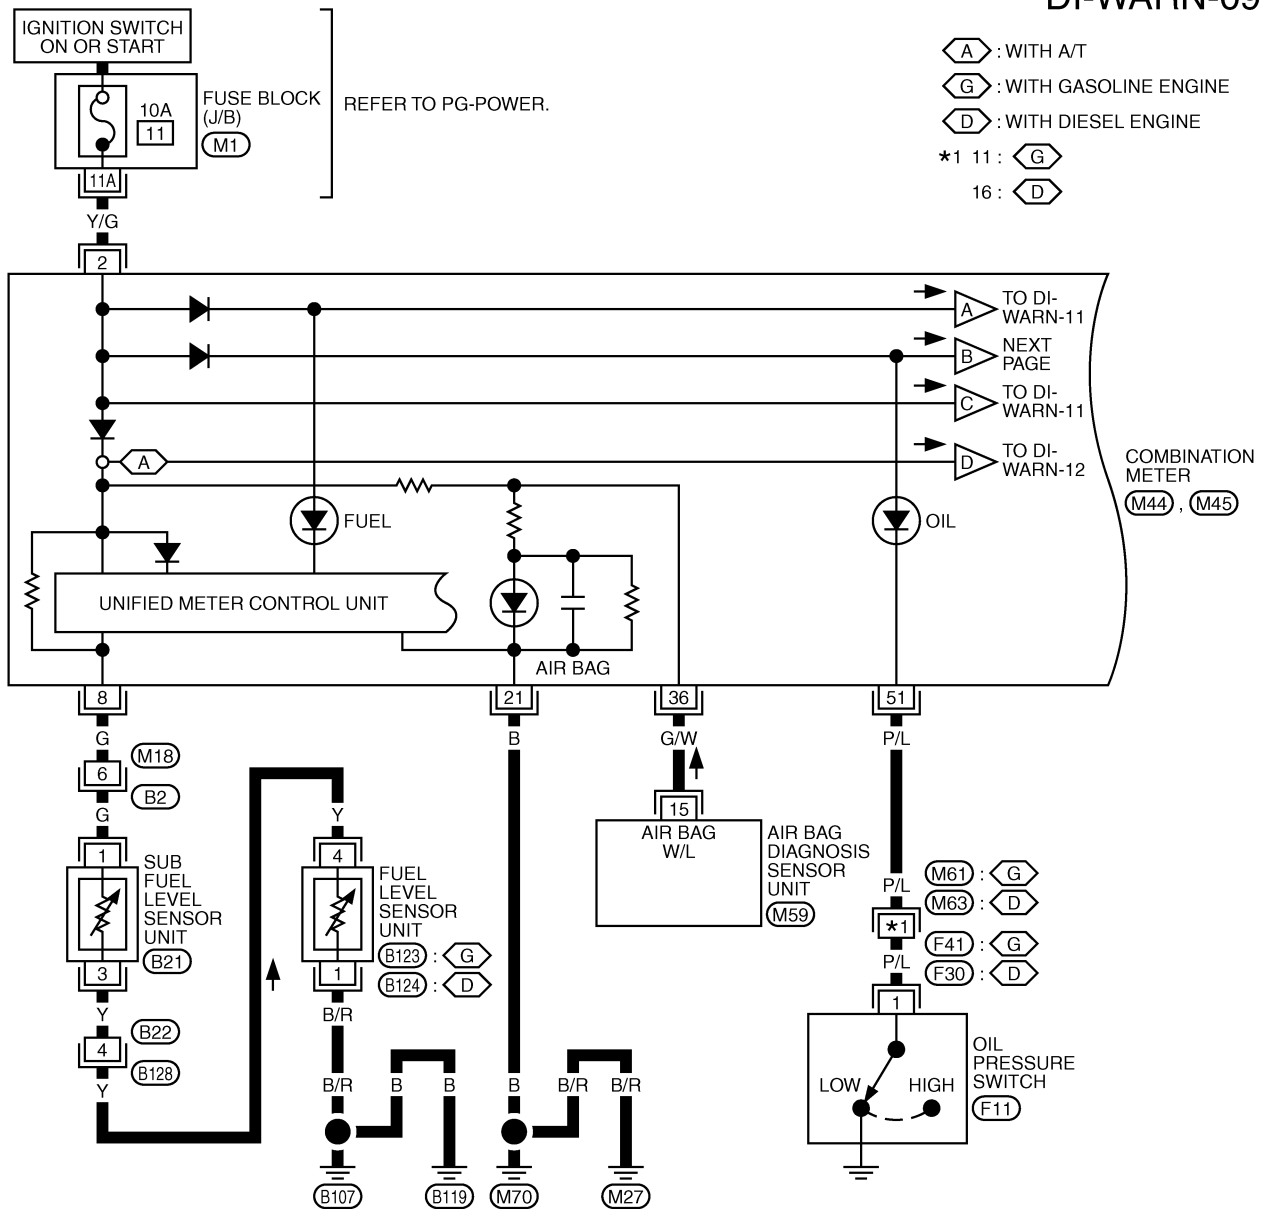 DI-WARN-09
IGNITION SWITCH
ON OR START
10A
11
FUSE BLOCK
(J/B)
M1
REFER TO PG-POWER.
A : WITH A/T
G : WITH GASOLINE ENGINE
D : WITH DIESEL ENGINE
*1 11 : G
16 : D
11A
Y/G
2
A
TO DI-
WARN-11
B
NEXT
PAGE
C
TO DI-
WARN-11
A
D
TO DI-
WARN-12
COMBINATION
METER
M44 , M45
FUEL
OIL
UNIFIED METER CONTROL UNIT
AIR BAG
8
21
36
51
G
B
G/W
P/L
M18
6
B2
G
Y
15
AIR BAG
W/L
AIR BAG
DIAGNOSIS
SENSOR
UNIT
M59
1
SUB
FUEL
LEVEL
SENSOR
UNIT
B21
3
4
FUEL
LEVEL
SENSOR
UNIT
B123 : G
B124 : D
1
P/L
M61 : G
M63 : D
*1
F41 : G
F30 : D
P/L
1
Y
B22
4
B128
Y
B/R
B/R
B
B
B
B/R
B/R
LOW
HIGH
OIL
PRESSURE
SWITCH
F11
B107
B119
M70
M27